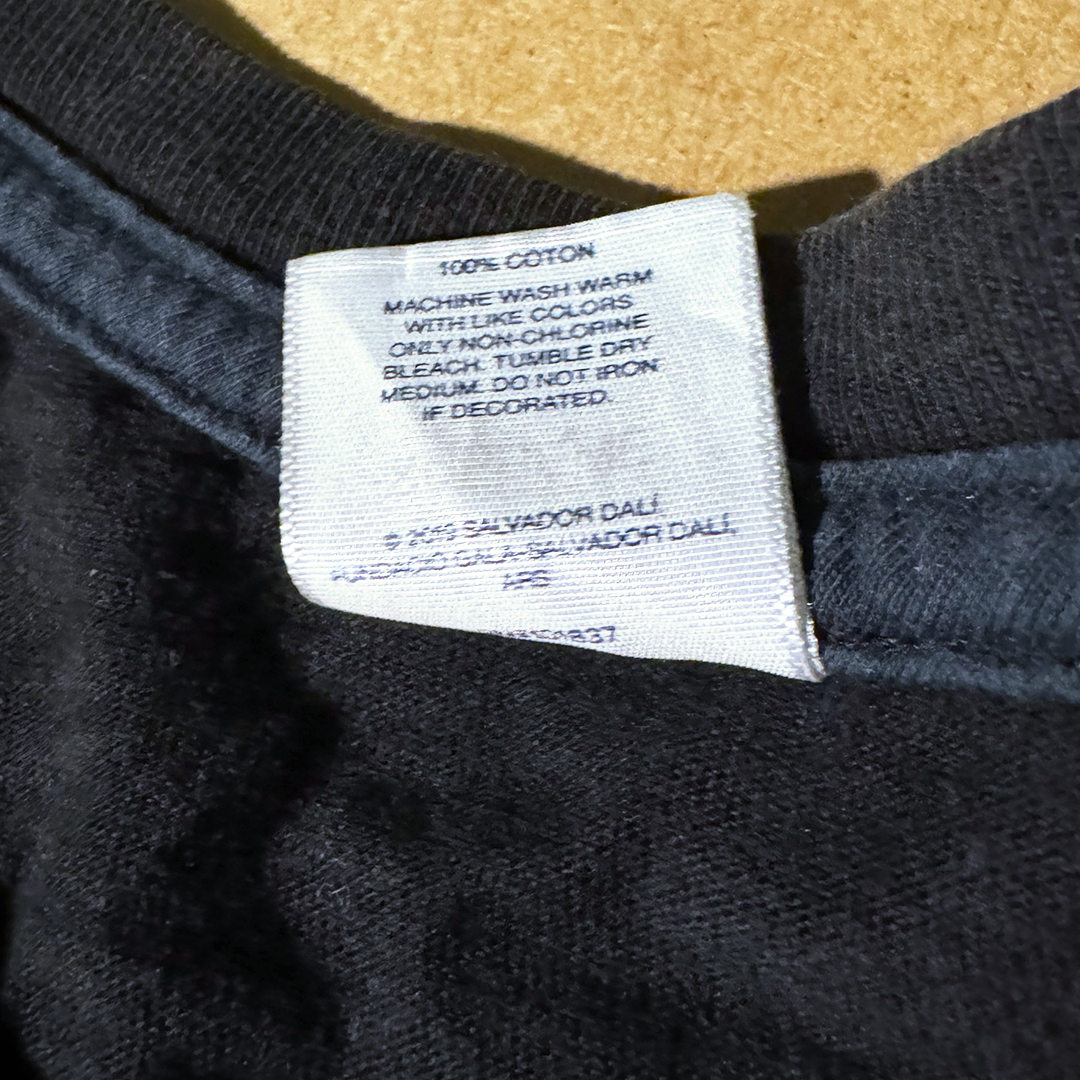 100% COTON
MACHINE WASH WARM
WITH LIKE COLORS
ONLY NON-CHLORINE
BLEACH. TUMBLE DRY
MEDIUM. DO NOT IRON
IF DECORATED.
SALVADOR DALÍ,
GALA-SALVADOR DALÍ,
ARS